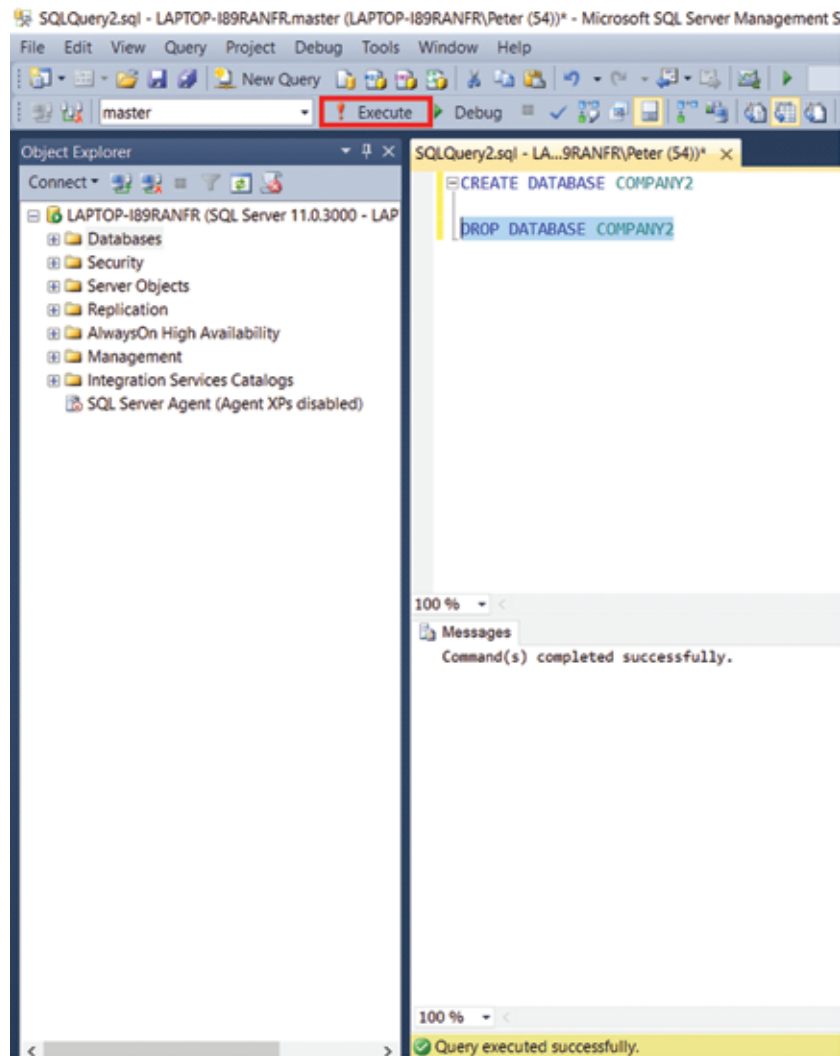 SQLQuery2.sql - LAPTOP-I89RANFR.master (LAPTOP-I89RANFR\Peter (54))* - Microsoft SQL Server Management S
File Edit View Query Project Debug Tools Window Help
New Query
master Execute Debug
Object Explorer
Connect
LAPTOP-I89RANFR (SQL Server 11.0.3000 - LAP
Databases
Security
Server Objects
Replication
AlwaysOn High Availability
Management
Integration Services Catalogs
SQL Server Agent (Agent XPs disabled)
SQLQuery2.sql - LA...9RANFR\Peter (54))*
CREATE DATABASE COMPANY2
DROP DATABASE COMPANY2
100 %
Messages
Command(s) completed successfully.
100 %
Query executed successfully.